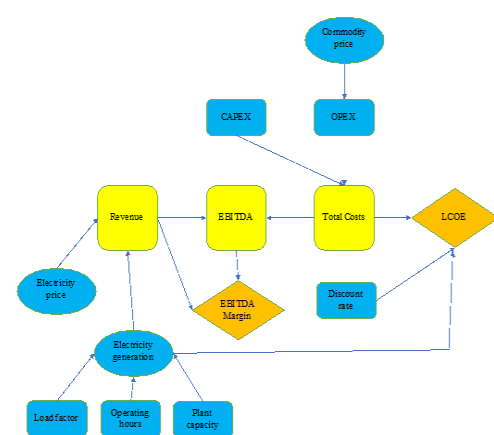 Commodity
price
CAPEX
OPEX
Revenue
EBITDA
Total Costs
LCOE
Electricity
price
EBITDA
Margin
Discount
rate
Electricity
generation
Load factor
Operating
hours
Plant
capacity